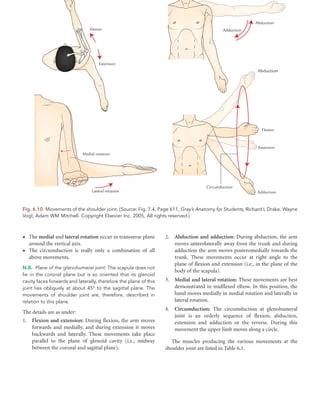 Flexion
Extension
Abduction
Adduction
Medial rotation
Lateral rotation
Abduction
Flexion
Extension
Circumduction
Adduction
Fig. 6.10 Movements of the shoulder joint. (Source: Fig. 7.4, Page 611, Gray's Anatomy for Students, Richard L Drake, Wayne
Vogl, Adam WM Mitchell. Copyright Elsevier Inc. 2005, All rights reserved.)
• The medial and lateral rotation occur in transverse plane
around the vertical axis.
• The circumduction is really only a combination of all
above movements.
N.B. Plane of the glenohumeral joint: The scapula does not
lie in the coronal plane but is so oriented that its glenoid
cavity faces forwards and laterally, therefore the plane of this
joint lies obliquely at about 45° to the sagittal plane. The
movements of shoulder joint are, therefore, described in
relation to this plane.
The details are as under:
1. Flexion and extension: During flexion, the arm moves
forwards and medially, and during extension it moves
backwards and laterally. These movements take place
parallel to the plane of glenoid cavity (i.e., midway
between the coronal and sagittal plane).
2. Abduction and adduction: During abduction, the arm
moves anterolaterally away from the trunk and during
adduction the arm moves posteromedially towards the
trunk. These movements occur at right angle to the
plane of flexion and extension (i.e., in the plane of the
body of the scapula).
3. Medial and lateral rotation: These movements are best
demonstrated in midflexed elbow. In this position, the
hand moves medially in medial rotation and laterally in
lateral rotation.
4. Circumduction: The circumduction at glenohumeral
joint is an orderly sequence of flexion, abduction,
extension and adduction or the reverse. During this
movement the upper limb moves along a circle.
The muscles producing the various movements at the
shoulder joint are listed in Table 6.1.